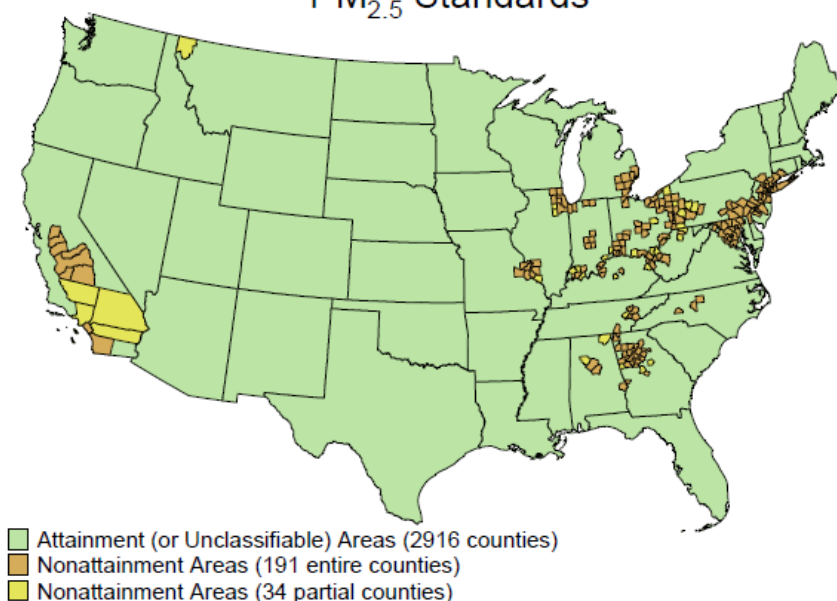 PM2.5 Standards
Attainment (or Unclassifiable) Areas (2916 counties)
Nonattainment Areas (191 entire counties)
Nonattainment Areas (34 partial counties)